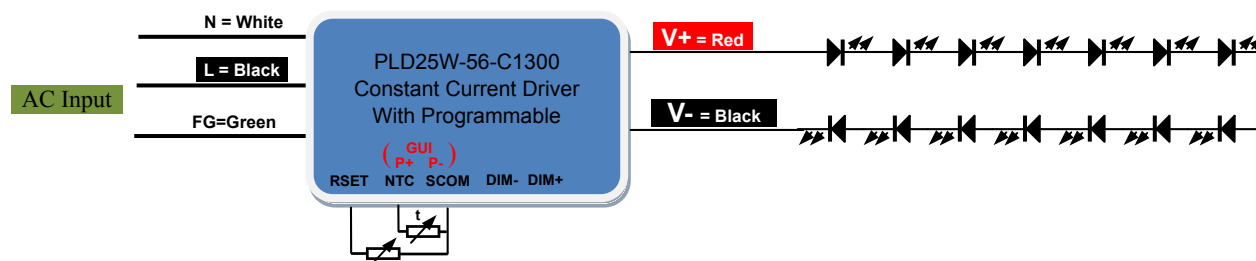 N = White
L = Black
AC Input
FG=Green
PLD25W-56-C1300
Constant Current Driver
With Programmable
( GUI )
P+ P-
RSET NTC SCOM DIM- DIM+
t
V+ = Red
V- = Black